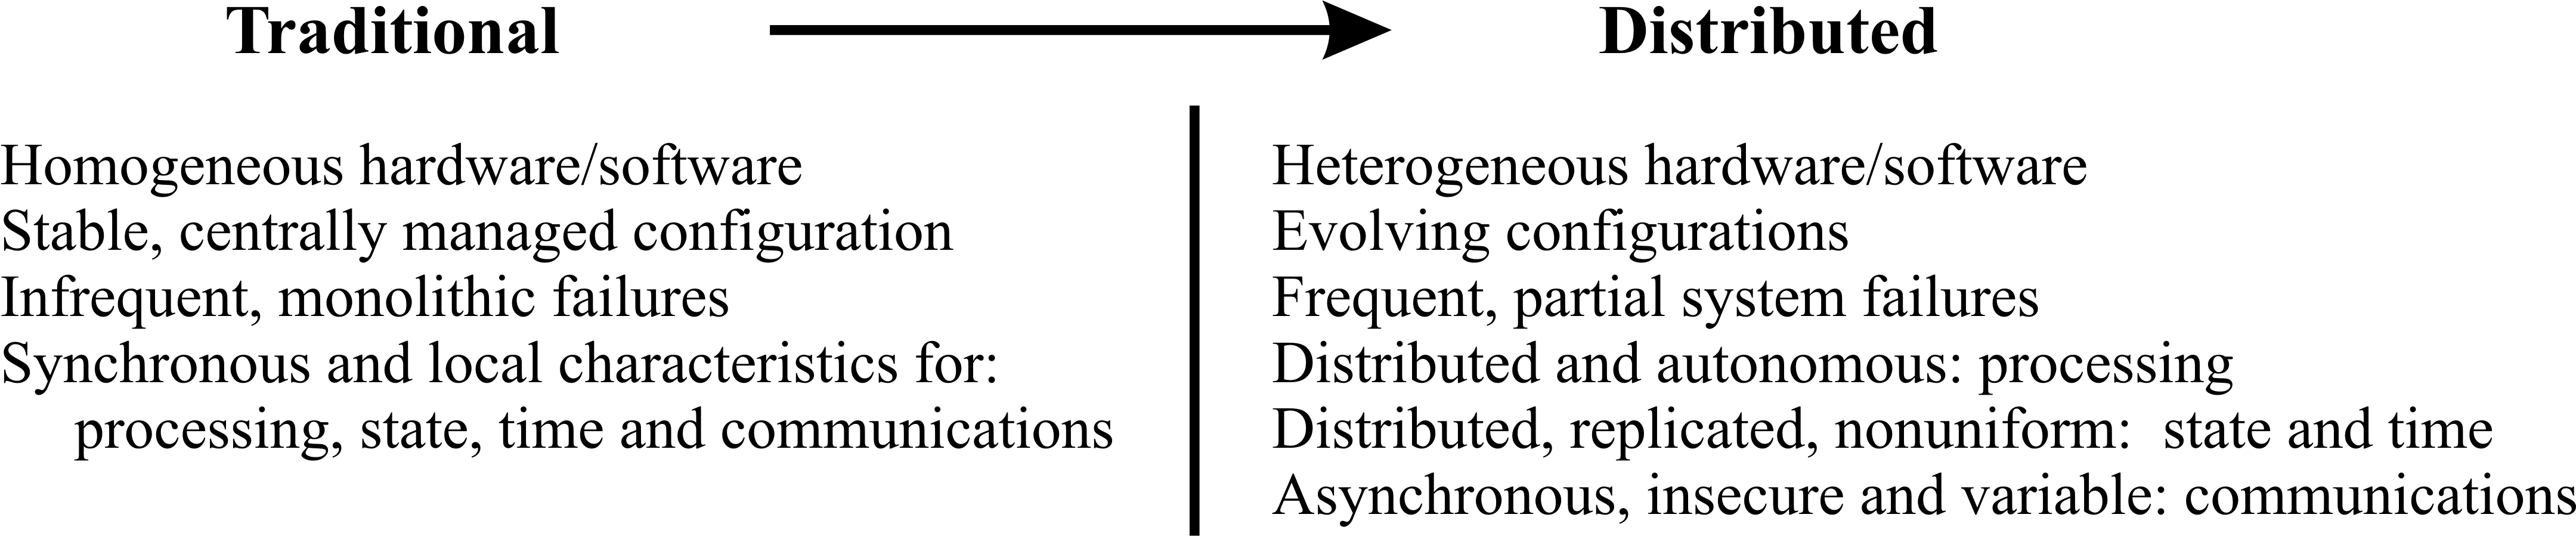 Traditional
Distributed
Homogeneous hardware/software
Stable, centrally managed configuration
Infrequent, monolithic failures
Synchronous and local characteristics for:
processing, state, time and communications
Heterogeneous hardware/software
Evolving configurations
Frequent, partial system failures
Distributed and autonomous: processing
Distributed, replicated, nonuniform:  state and time
Asynchronous, insecure and variable: communications